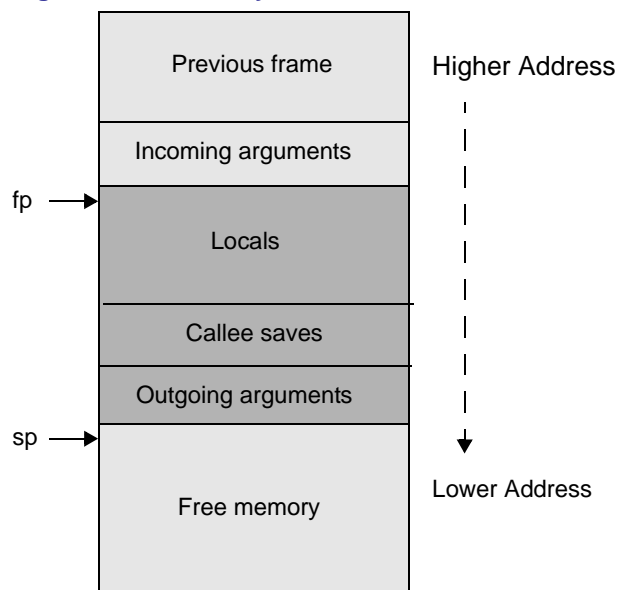 Previous frame
Higher Address
Incoming arguments
fp
Locals
Callee saves
Outgoing arguments
sp
Lower Address
Free memory